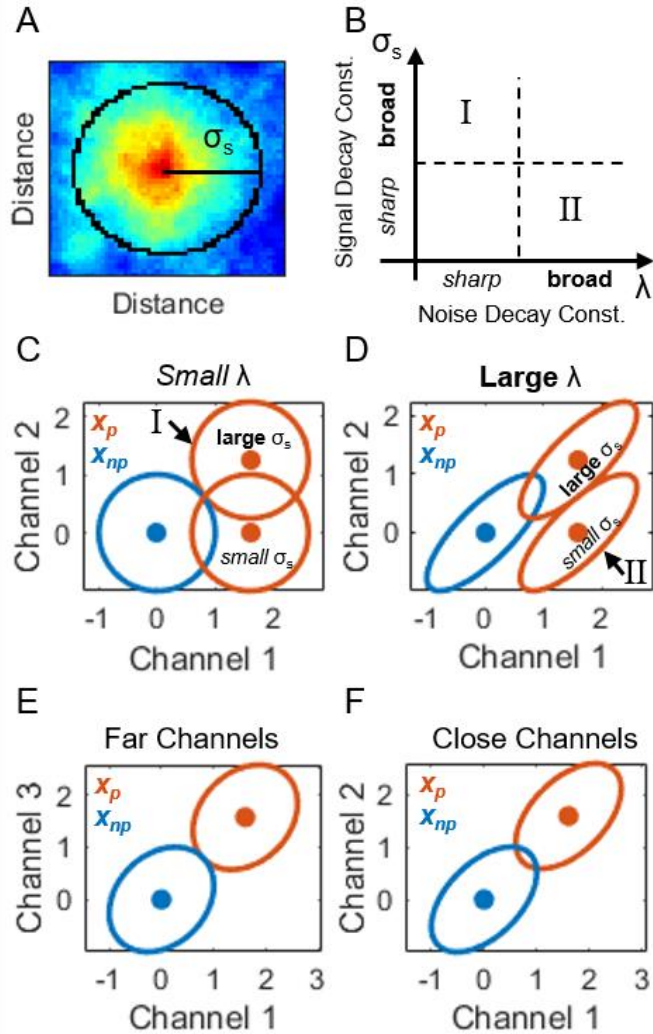 A
Distance
σs
Distance
B
σs
Signal Decay Const.
sharp broad
I
II
sharp broad λ
Noise Decay Const.
C
Small λ
Channel 2
2
1
0
xp
xnp
I
large σs
small σs
-1 0 1 2
Channel 1
D
Large λ
Channel 2
2
1
0
xp
xnp
large σs
small σs
II
-1 0 1 2
Channel 1
E
Far Channels
Channel 3
2
1
0
xp
xnp
-1 0 1 2 3
Channel 1
F
Close Channels
Channel 2
2
1
0
xp
xnp
-1 0 1 2 3
Channel 1